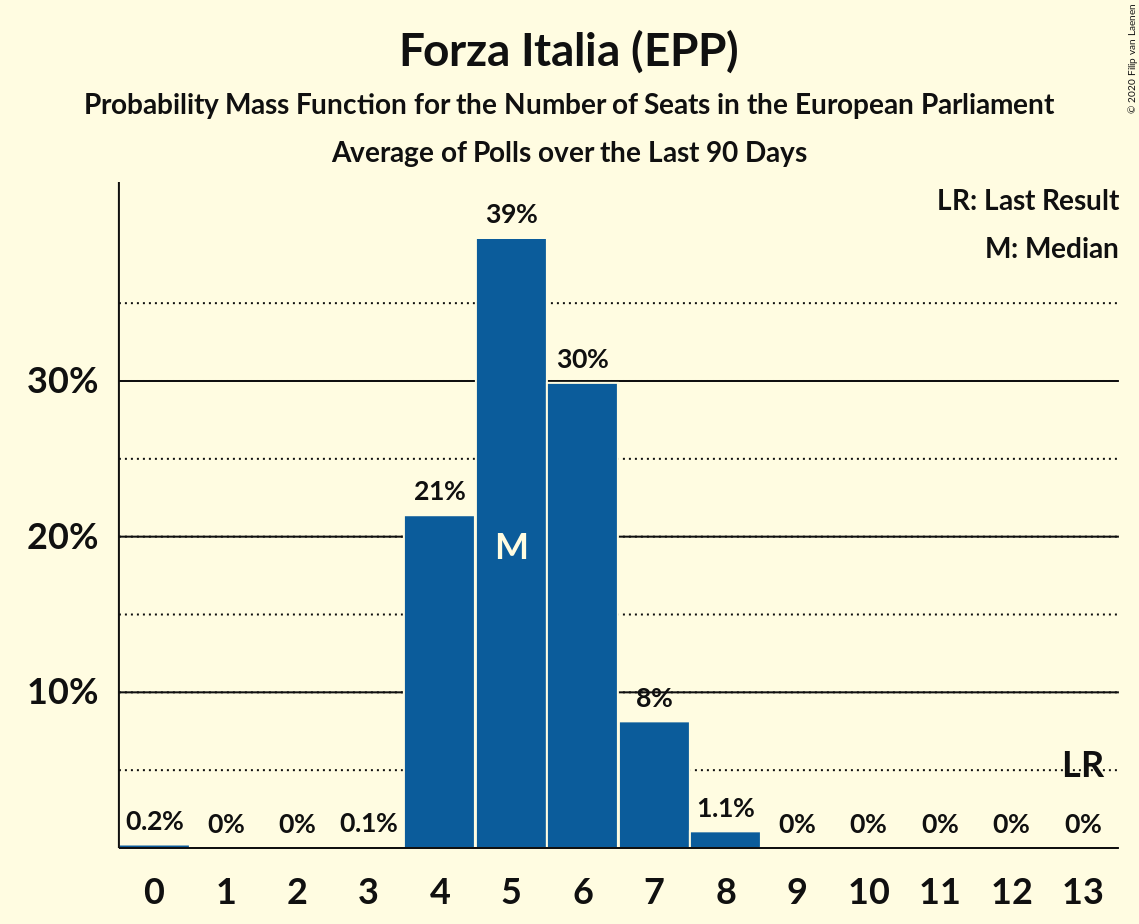 Forza Italia (EPP)
Probability Mass Function for the Number of Seats in the European Parliament
Average of Polls over the Last 90 Days
© 2020 Filip van Laenen
LR: Last Result
M: Median
39%
30%
30%
21%
20%
M
10%
8%
LR
0.2%
0%
0%
0.1%
1.1%
0%
0%
0%
0%
0%
0 1 2 3 4 5 6 7 8 9 10 11 12 13